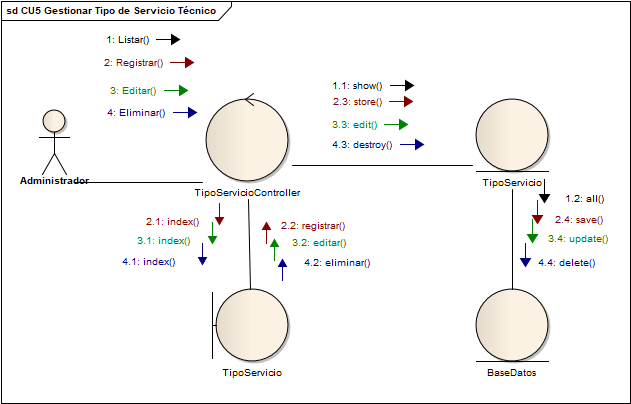 sd CU5 Gestionar Tipo de Servicio Técnico
1: Listar()
2: Registrar()
3: Editar()
4: Eliminar()
1.1: show()
2.3: store()
3.3: edit()
4.3: destroy()
Administrador
TipoServicioController
TipoServicio
1.2: all()
2.4: save()
3.4: update()
4.4: delete()
2.1: index()
3.1: index()
4.1: index()
2.2: registrar()
3.2: editar()
4.2: eliminar()
TipoServicio
BaseDatos